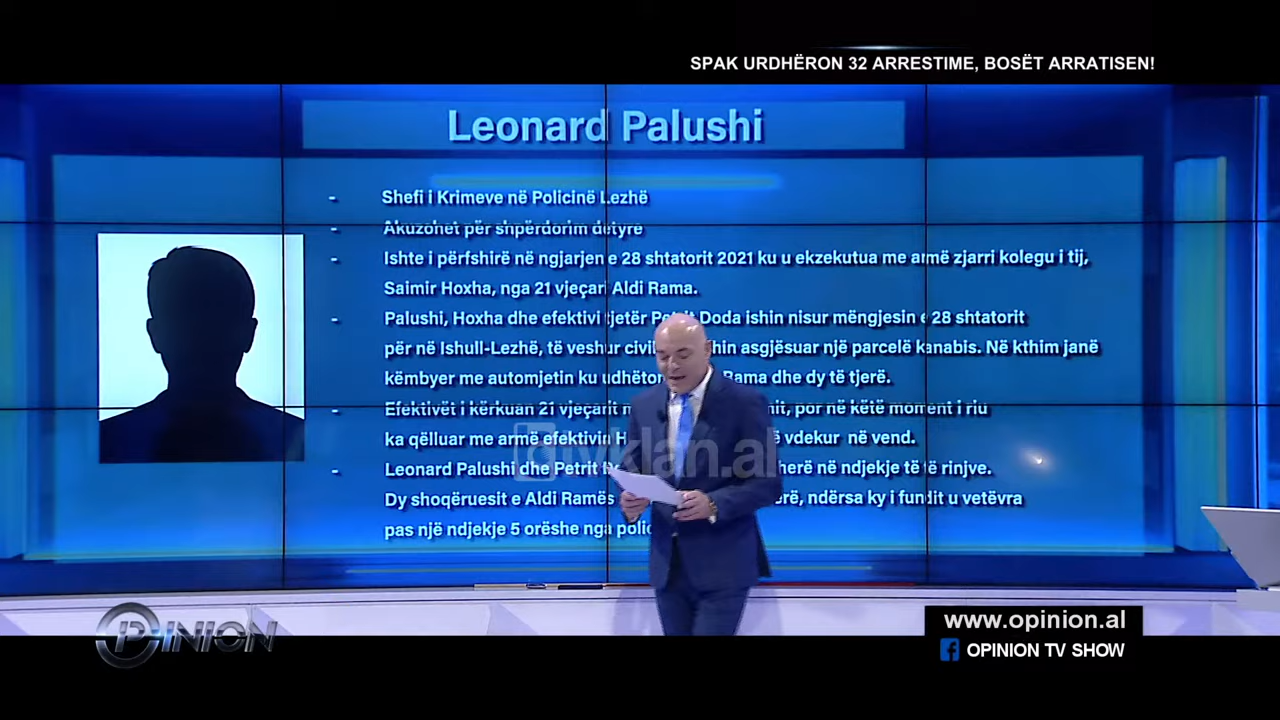 SPAK URDHËRON 32 ARRESTIME, BOSËT ARRATISEN!
Leonard Palushi
- Shefi i Krimeve në Policinë Lezhë
- Akuzohet për shpërdorim detyre
- Ishte i përfshirë në ngjarjen e 28 shtatorit 2021 ku u ekzekutua me armë zjarri kolegu i tij,
Saimir Hoxha, nga 21 vjeçari Aldi Rama.
- Palushi, Hoxha dhe efektivi tjetër Petrit Doda ishin nisur mëngjesin e 28 shtatorit
për në Ishull-Lezhë, të veshur civil hin asgjësuar një parcelë kanabis. Në kthim janë
këmbyer me automjetin ku udhëton Rama dhe dy të tjerë.
- Efektivët i kërkuan 21 vjeçarit por në këtë moment i riu
ka qëlluar me armë efektivin vdekur në vend.
- Leonard Palushi dhe Petrit në ndjekje të të rinjve.
Dy shoqëruesit e Aldi Ramës ndërsa ky i fundit u vetëvra
pas një ndjekje 5 orëshe nga
divklan.al
OPINION
www.opinion.al
OPINION TV SHOW